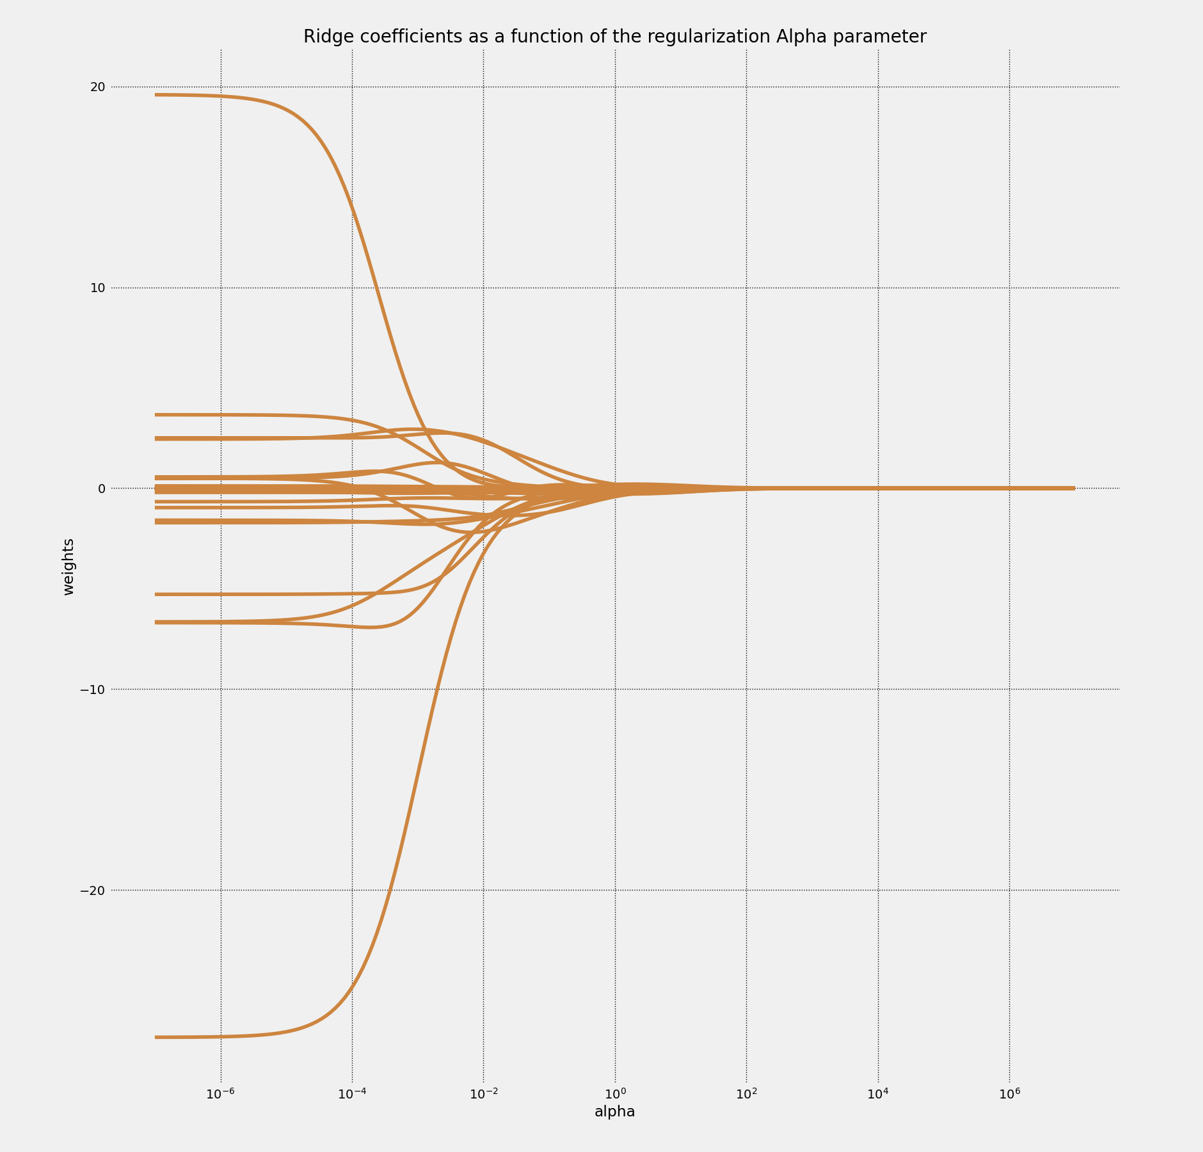 Ridge coefficients as a function of the regularization Alpha parameter
20
10
0
−10
−20
weights
10⁻⁶ 10⁻⁴ 10⁻² 10⁰ 10² 10⁴ 10⁶
alpha